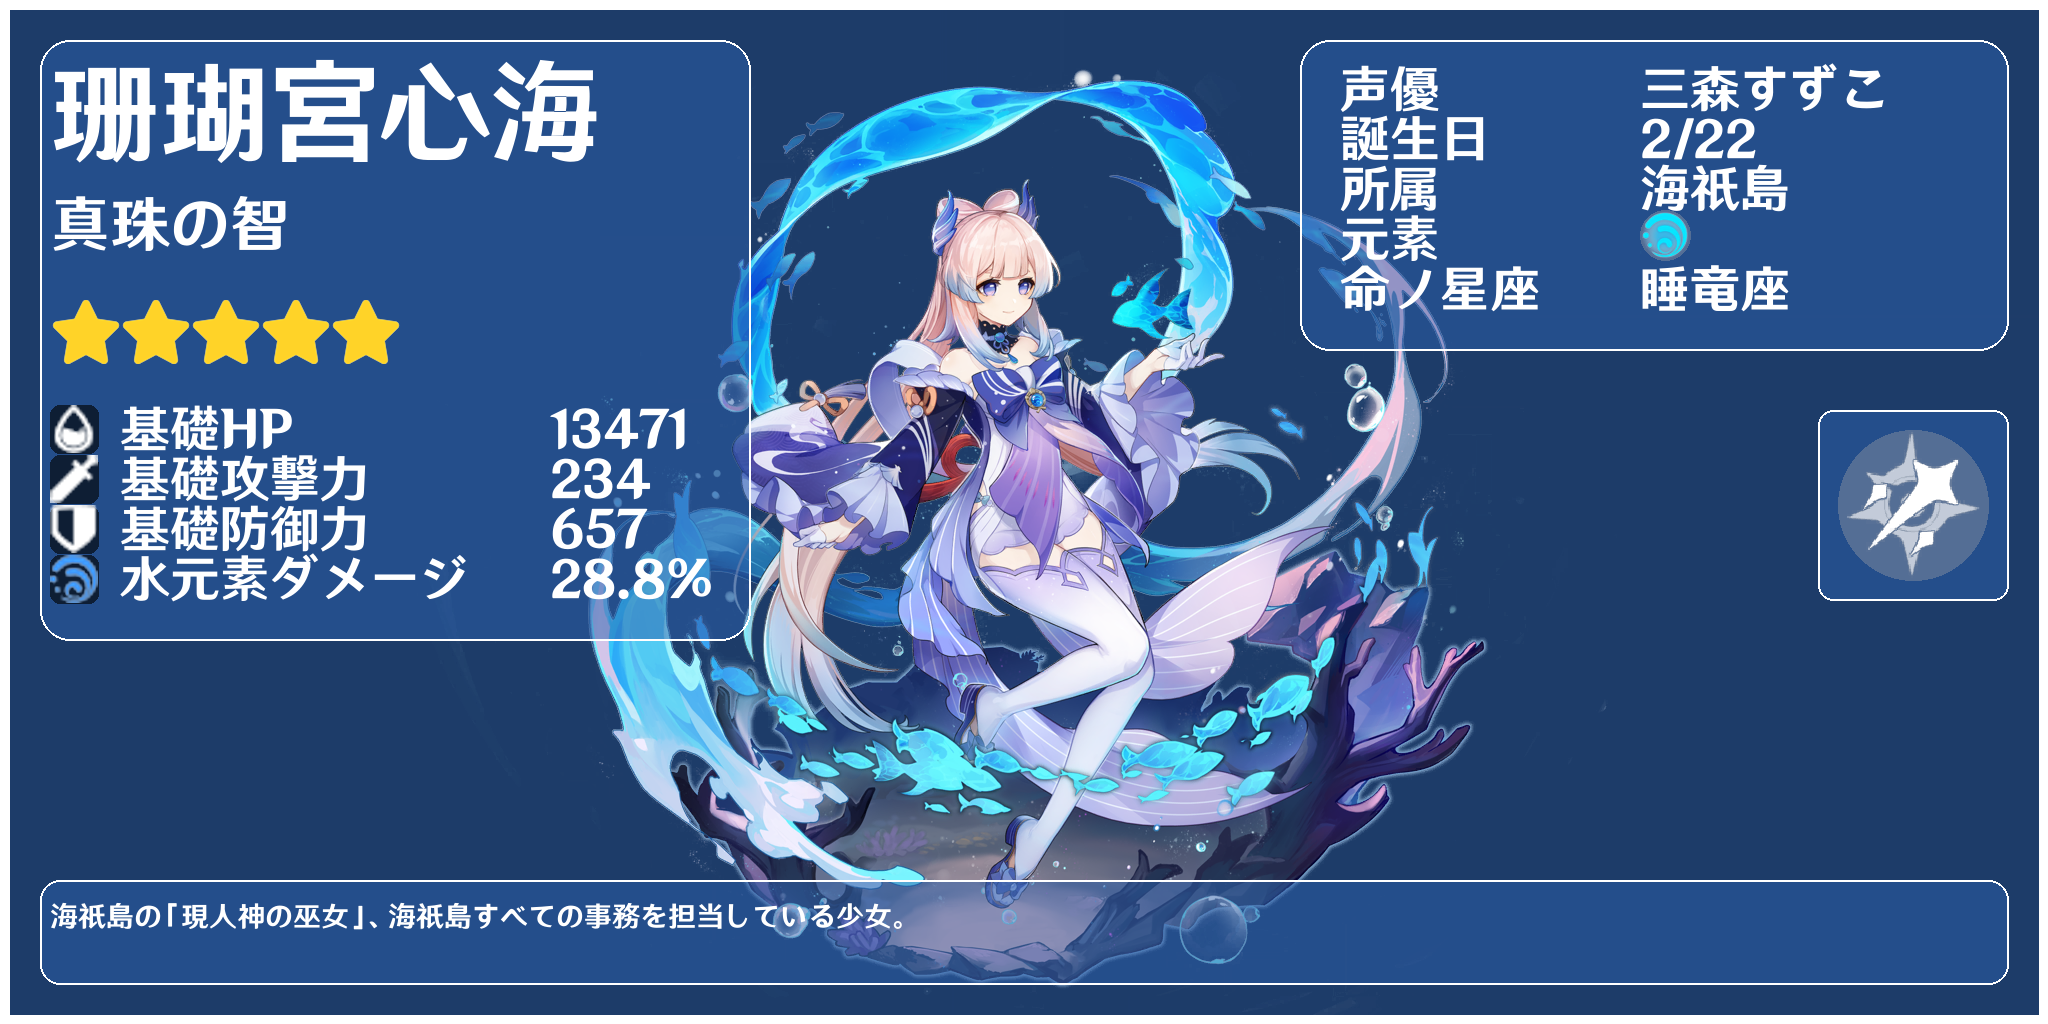 珊瑚宮心海
真珠の智
基礎HP 13471
基礎攻撃力 234
基礎防御力 657
水元素ダメージ 28.8%
声優 三森すずこ
誕生日 2/22
所属 海祇島
元素
命ノ星座 睡竜座
海祇島の「現人神の巫女」、海祇島すべての事務を担当している少女。